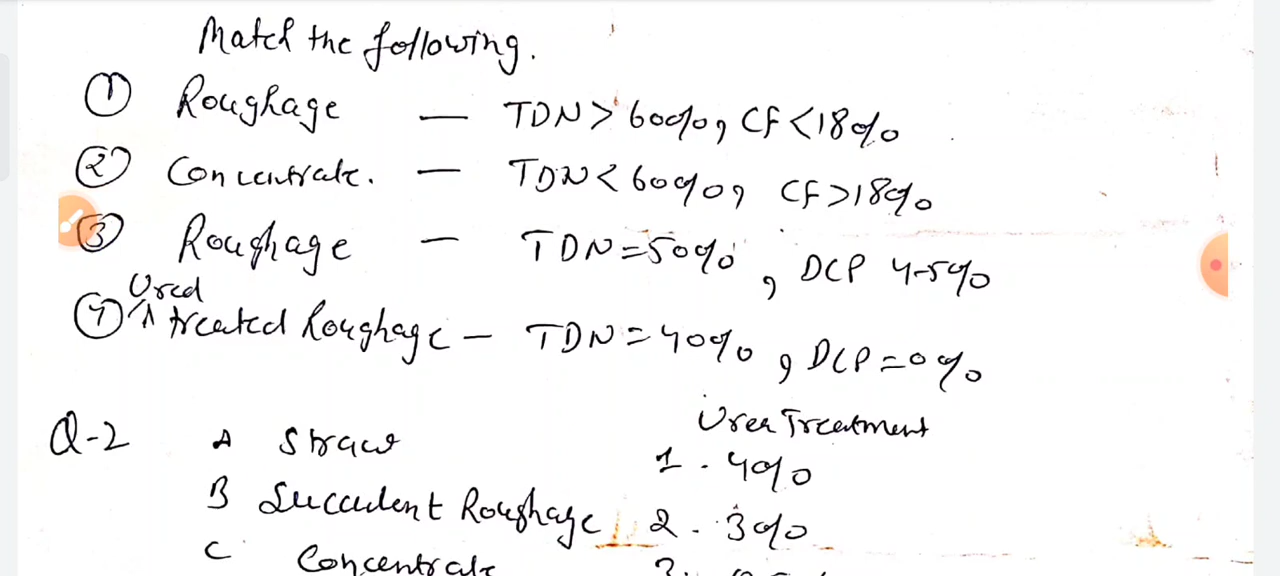 Match the following.
① Roughage — TDN > 60%, CF < 18%
② Concentrate. — TDN < 60%, CF > 18%
③ Roughage — TDN = 50%, DCP 4-5%
Urea
④ ^ treated Roughage — TDN = 40%, DCP = 0%
Urea Treatment
Q-2 A Straw 1. 4%
B Succulent Roughage 2. 3%
C Concentrate 3.